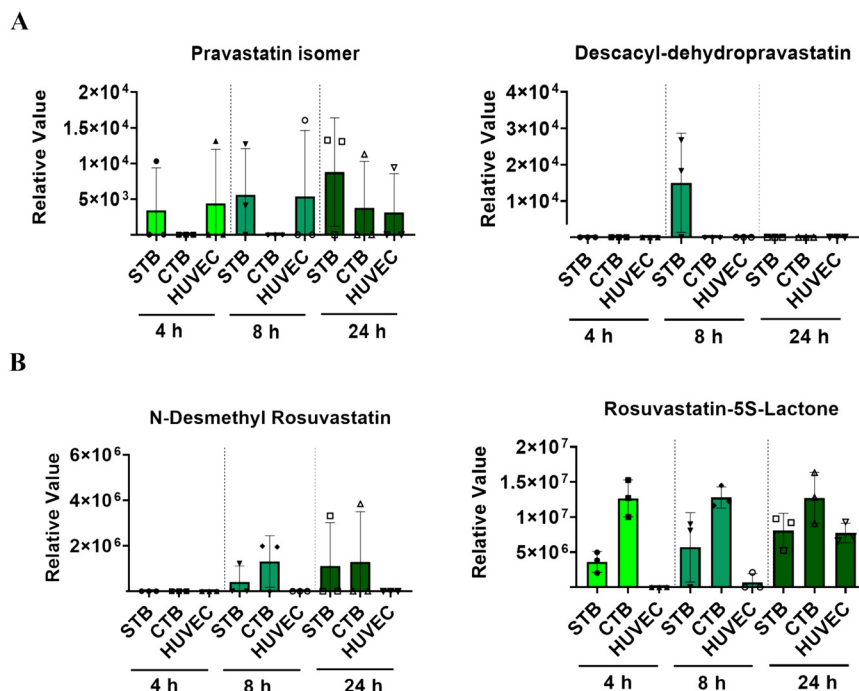 A
Pravastatin isomer
Relative Value
2×10⁴
1.5×10⁴
1×10⁴
5×10³
STB CTB HUVEC STB CTB HUVEC STB CTB HUVEC
4 h 8 h 24 h
Descacyl-dehydropravastatin
Relative Value
4×10⁴
3×10⁴
2×10⁴
1×10⁴
STB CTB HUVEC STB CTB HUVEC STB CTB HUVEC
4 h 8 h 24 h
B
N-Desmethyl Rosuvastatin
Relative Value
6×10⁶
4×10⁶
2×10⁶
STB CTB HUVEC STB CTB HUVEC STB CTB HUVEC
4 h 8 h 24 h
Rosuvastatin-5S-Lactone
Relative Value
2×10⁷
1.5×10⁷
1×10⁷
5×10⁶
STB CTB HUVEC STB CTB HUVEC STB CTB HUVEC
4 h 8 h 24 h